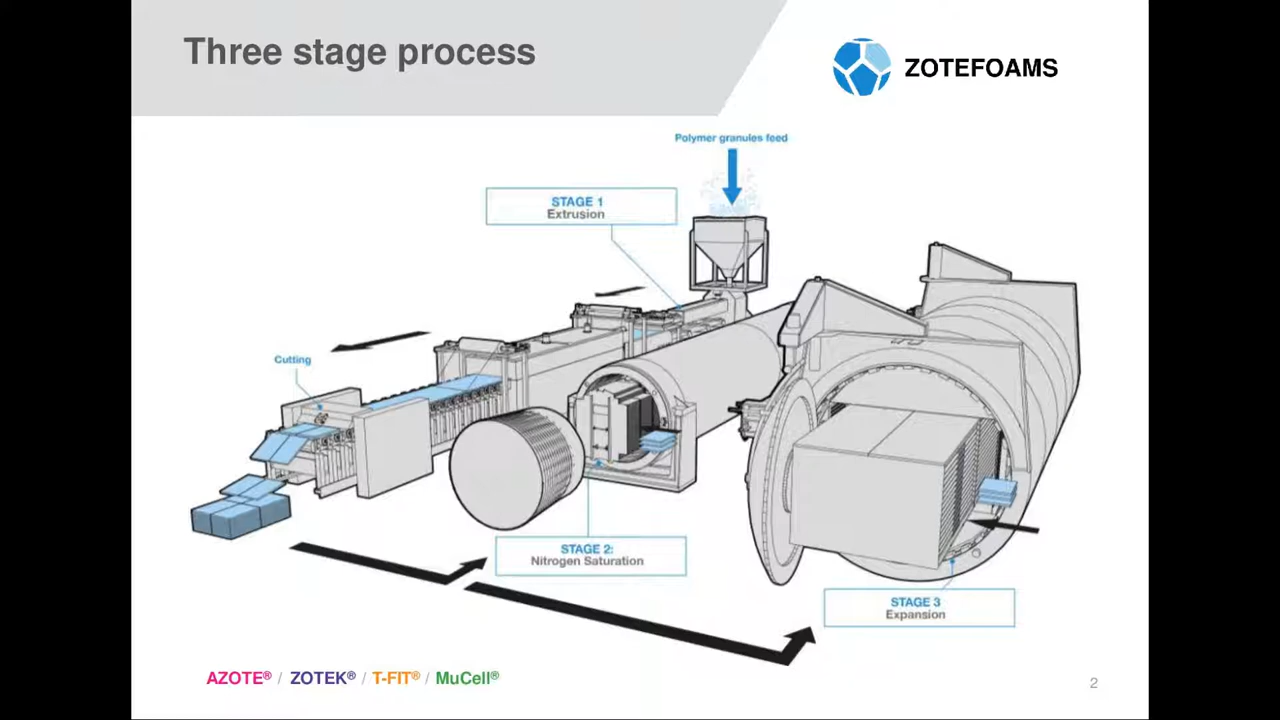 Three stage process
ZOTEFOAMS
Polymer granules feed
STAGE 1
Extrusion
Cutting
STAGE 2:
Nitrogen Saturation
STAGE 3
Expansion
AZOTE® / ZOTEK® / T-FIT® / MuCell®
2